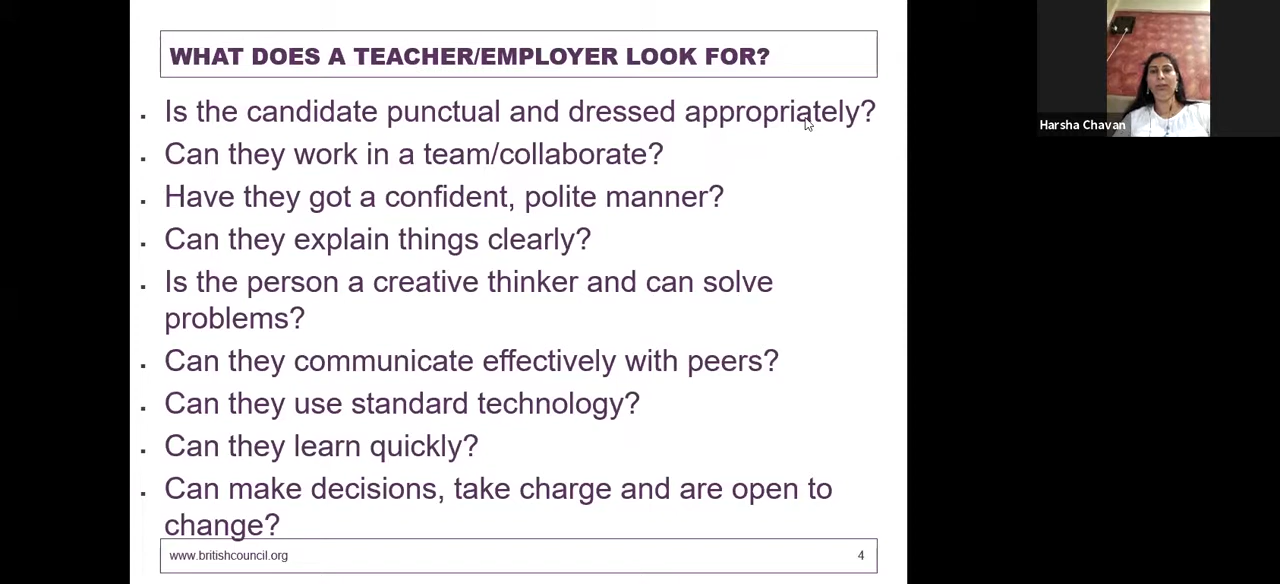 WHAT DOES A TEACHER/EMPLOYER LOOK FOR?
▪ Is the candidate punctual and dressed appropriately?
▪ Can they work in a team/collaborate?
▪ Have they got a confident, polite manner?
▪ Can they explain things clearly?
▪ Is the person a creative thinker and can solve
problems?
▪ Can they communicate effectively with peers?
▪ Can they use standard technology?
▪ Can they learn quickly?
▪ Can make decisions, take charge and are open to
change?
www.britishcouncil.org 4
Harsha Chavan